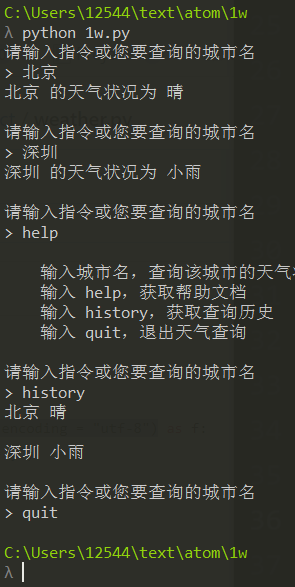 C:\Users\12544\text\atom\1w
λ python 1w.py
请输入指令或您要查询的城市名
> 北京
北京 的天气状况为 晴
请输入指令或您要查询的城市名
> 深圳
深圳 的天气状况为 小雨
请输入指令或您要查询的城市名
> help
输入城市名，查询该城市的天气
输入 help，获取帮助文档
输入 history，获取查询历史
输入 quit，退出天气查询
请输入指令或您要查询的城市名
> history
北京 晴
深圳 小雨
请输入指令或您要查询的城市名
> quit
C:\Users\12544\text\atom\1w
λ